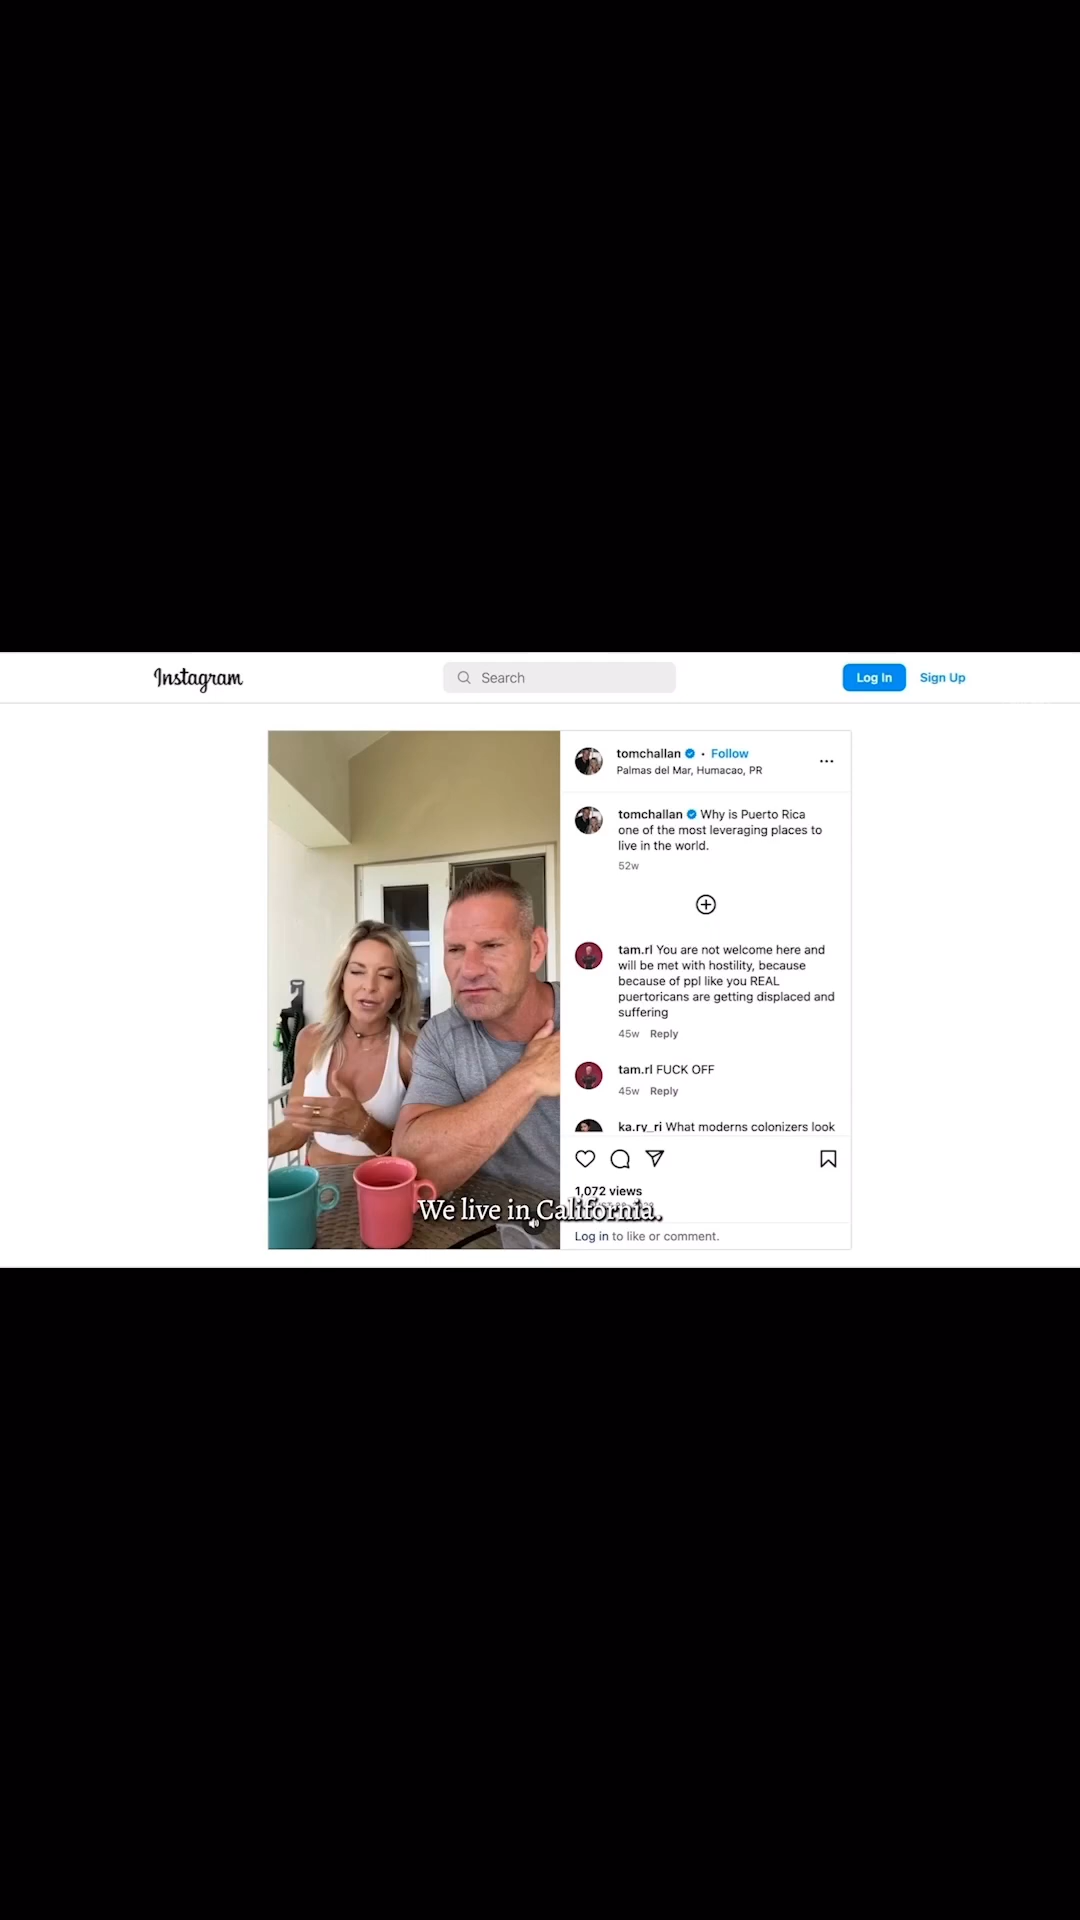 Instagram
Search
Log In
Sign Up
tomchallan • Follow
Palmas del Mar, Humacao, PR
tomchallan Why is Puerto Rica
one of the most leveraging places to
live in the world.
52w
tam.rl You are not welcome here and
will be met with hostility, because
because of ppl like you REAL
puertoricans are getting displaced and
suffering
45w Reply
tam.rl FUCK OFF
45w Reply
ka.ry_ri What moderns colonizers look
1,072 views
We live in California.
Log in to like or comment.